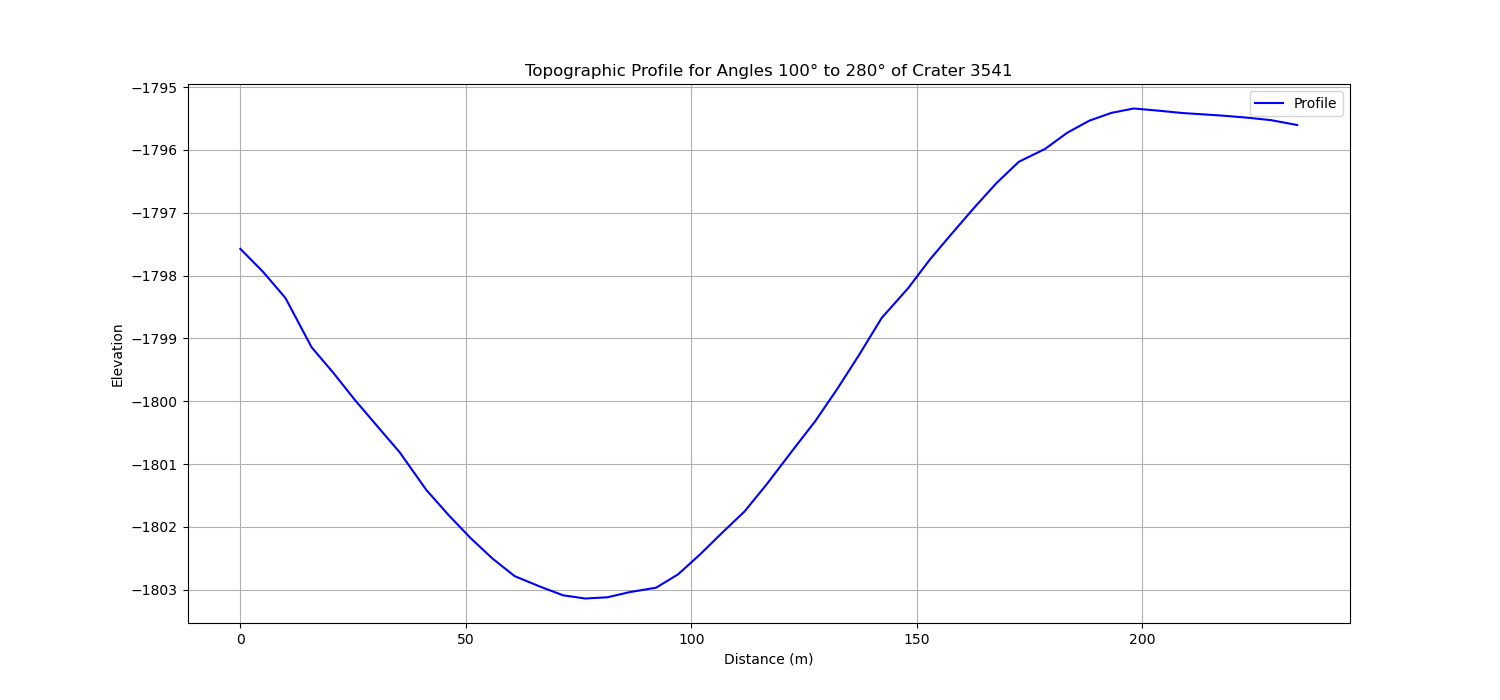 Topographic Profile for Angles 100° to 280° of Crater 3541
Profile
−1795
−1796
−1797
−1798
−1799
−1800
−1801
−1802
−1803
Elevation
0 50 100 150 200
Distance (m)